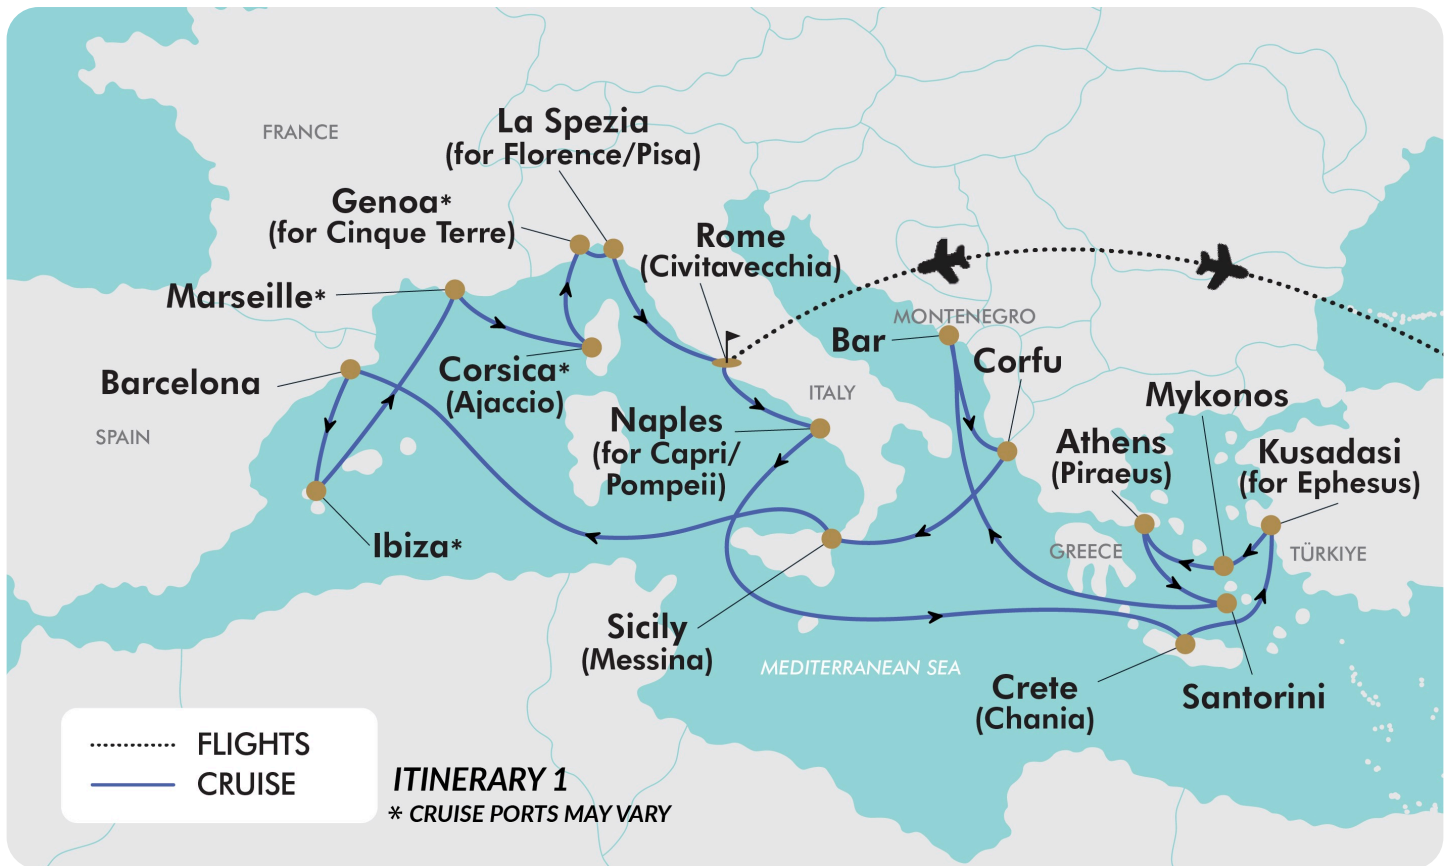 FRANCE
La Spezia
(for Florence/Pisa)
Genoa*
(for Cinque Terre)
Rome
(Civitavecchia)
Marseille*
MONTENEGRO
Bar
Corfu
Barcelona
Corsica*
(Ajaccio)
ITALY
Mykonos
SPAIN
Naples
(for Capri/
Pompeii)
Athens
(Piraeus)
Kusadasi
(for Ephesus)
Ibiza*
GREECE
TÜRKIYE
Sicily
(Messina)
MEDITERRANEAN SEA
Crete
(Chania)
Santorini
FLIGHTS
CRUISE
ITINERARY 1
* CRUISE PORTS MAY VARY